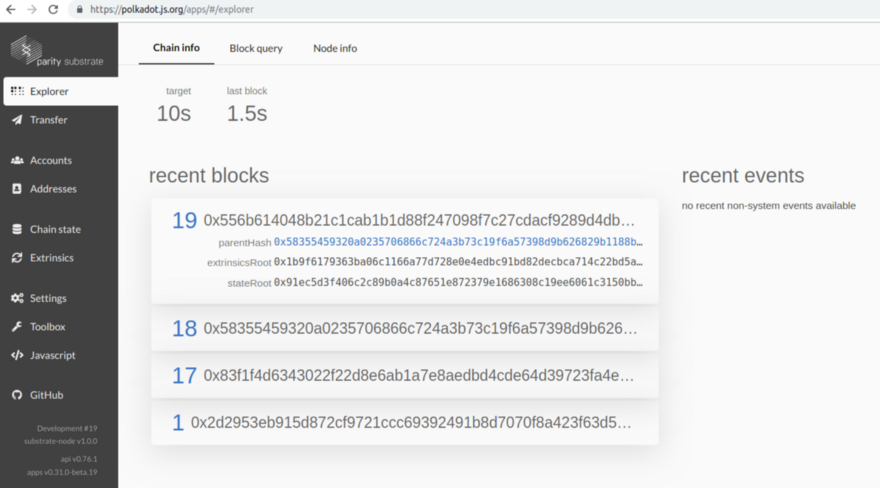 https://polkadot.js.org/apps/#/explorer
parity substrate
Explorer
Transfer
Accounts
Addresses
Chain state
Extrinsics
Settings
Toolbox
Javascript
GitHub
Development #19
substrate-node v1.0.0
api v0.76.1
apps v0.31.0-beta.19
Chain info
Block query
Node info
target
last block
10s
1.5s
recent blocks
19 0x556b614048b21c1cab1b1d88f247098f7c27cdacf9289d4db…
parentHash 0x58355459320a0235706866c724a3b73c19f6a57398d9b626829b1188b…
extrinsicsRoot 0x1b9f6179363ba06c1166a77d728e0e4edbc91bd82decbca714c22bd5a…
stateRoot 0x91ec5d3f406c2c89b0a4c87651e872379e1686308c19ee6061c3150bb…
18 0x58355459320a0235706866c724a3b73c19f6a57398d9b626…
17 0x83f1f4d6343022f22d8e6ab1a7e8aedbd4cde64d39723fa4e…
1 0x2d2953eb915d872cf9721ccc69392491b8d7070f8a423f63d5…
recent events
no recent non-system events available